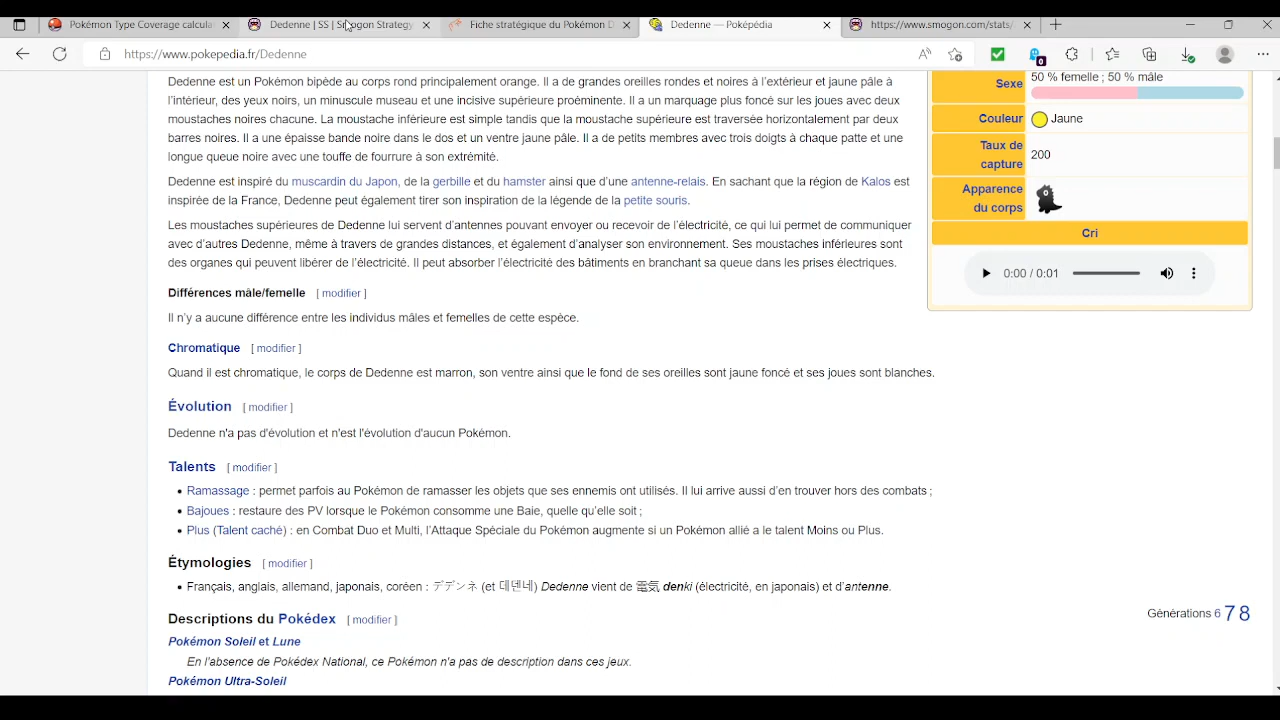 Pokémon Type Coverage calcula
Dedenne | SS | Smogon Strategy
Fiche stratégique du Pokémon D
Dedenne — Poképédia
https://www.smogon.com/stats/
https://www.pokepedia.fr/Dedenne
0
Dedenne est un Pokémon bipède au corps rond principalement orange. Il a de grandes oreilles rondes et noires à l'extérieur et jaune pâle à
l'intérieur, des yeux noirs, un minuscule museau et une incisive supérieure proéminente. Il a un marquage plus foncé sur les joues avec deux
moustaches noires chacune. La moustache inférieure est simple tandis que la moustache supérieure est traversée horizontalement par deux
barres noires. Il a une épaisse bande noire dans le dos et un ventre jaune pâle. Il a de petits membres avec trois doigts à chaque patte et une
longue queue noire avec une touffe de fourrure à son extrémité.
Dedenne est inspiré du muscardin du Japon, de la gerbille et du hamster ainsi que d'une antenne-relais. En sachant que la région de Kalos est
inspirée de la France, Dedenne peut également tirer son inspiration de la légende de la petite souris.
Les moustaches supérieures de Dedenne lui servent d'antennes pouvant envoyer ou recevoir de l'électricité, ce qui lui permet de communiquer
avec d'autres Dedenne, même à travers de grandes distances, et également d'analyser son environnement. Ses moustaches inférieures sont
des organes qui peuvent libérer de l'électricité. Il peut absorber l'électricité des bâtiments en branchant sa queue dans les prises électriques.
Différences mâle/femelle [ modifier ]
Il n'y a aucune différence entre les individus mâles et femelles de cette espèce.
Chromatique [ modifier ]
Quand il est chromatique, le corps de Dedenne est marron, son ventre ainsi que le fond de ses oreilles sont jaune foncé et ses joues sont blanches.
Évolution [ modifier ]
Dedenne n'a pas d'évolution et n'est l'évolution d'aucun Pokémon.
Talents [ modifier ]
• Ramassage : permet parfois au Pokémon de ramasser les objets que ses ennemis ont utilisés. Il lui arrive aussi d'en trouver hors des combats ;
• Bajoues : restaure des PV lorsque le Pokémon consomme une Baie, quelle qu'elle soit ;
• Plus (Talent caché) : en Combat Duo et Multi, l'Attaque Spéciale du Pokémon augmente si un Pokémon allié a le talent Moins ou Plus.
Étymologies [ modifier ]
• Français, anglais, allemand, japonais, coréen : デデンネ (et 데덴네) Dedenne vient de 電気 denki (électricité, en japonais) et d'antenne.
Descriptions du Pokédex [ modifier ]
Pokémon Soleil et Lune
En l'absence de Pokédex National, ce Pokémon n'a pas de description dans ces jeux.
Pokémon Ultra-Soleil
Sexe
50 % femelle ; 50 % mâle
Couleur
Jaune
Taux de
capture
200
Apparence
du corps
Cri
0:00 / 0:01
Générations 6 7 8